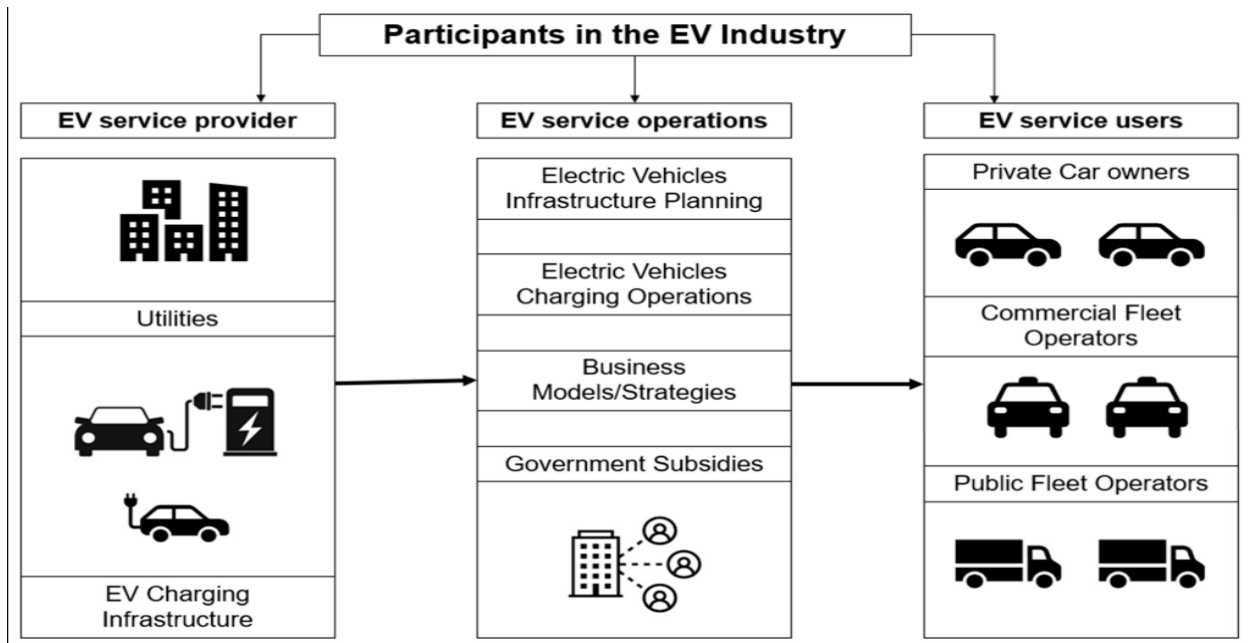 Participants in the EV Industry
EV service provider
Utilities
EV Charging
Infrastructure
EV service operations
Electric Vehicles
Infrastructure Planning
Electric Vehicles
Charging Operations
Business
Models/Strategies
Government Subsidies
EV service users
Private Car owners
Commercial Fleet
Operators
Public Fleet Operators